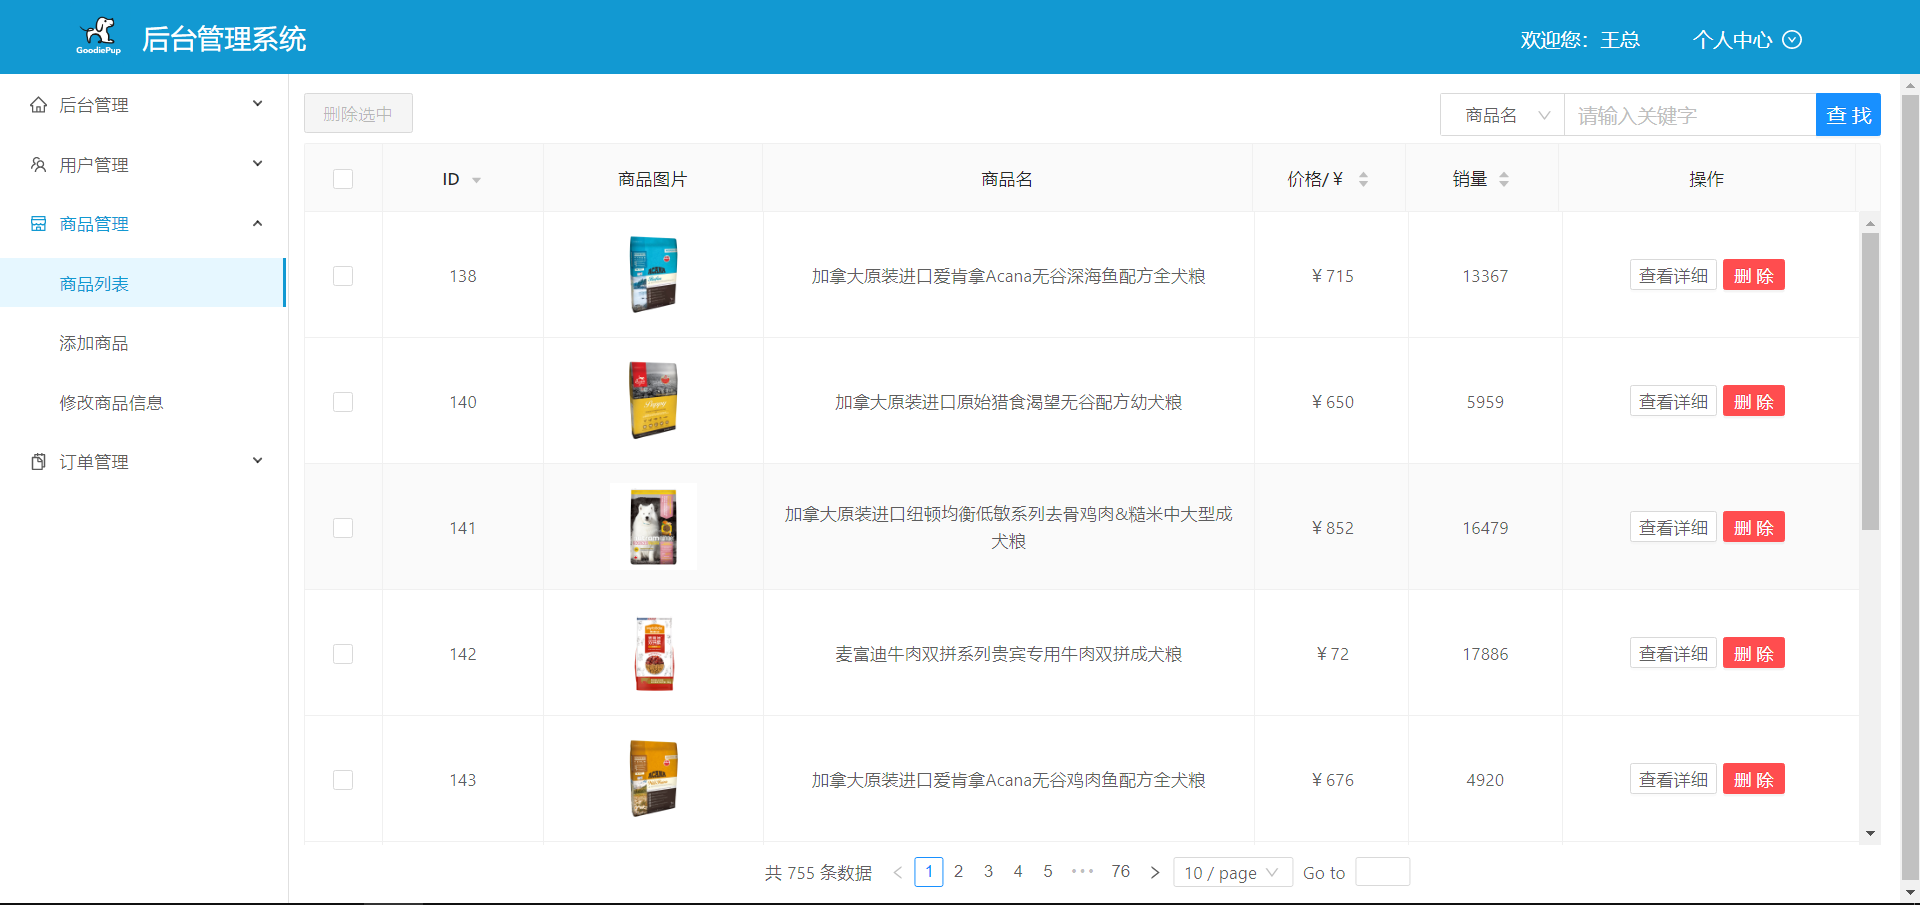 GoodiePup
后台管理系统
欢迎您：王总
个人中心
后台管理
用户管理
商品管理
商品列表
添加商品
修改商品信息
订单管理
删除选中
商品名
请输入关键字
查 找
ID
商品图片
商品名
价格/￥
销量
操作
138
ACANA
加拿大原装进口爱肯拿Acana无谷深海鱼配方全犬粮
￥715
13367
查看详细
删 除
140
加拿大原装进口原始猎食渴望无谷配方幼犬粮
￥650
5959
查看详细
删 除
141
加拿大原装进口纽顿均衡低敏系列去骨鸡肉&糙米中大型成
犬粮
￥852
16479
查看详细
删 除
142
麦富迪牛肉双拼系列贵宾专用牛肉双拼成犬粮
￥72
17886
查看详细
删 除
143
ACANA
加拿大原装进口爱肯拿Acana无谷鸡肉鱼配方全犬粮
￥676
4920
查看详细
删 除
共 755 条数据
1 2 3 4 5 ••• 76
10 / page
Go to